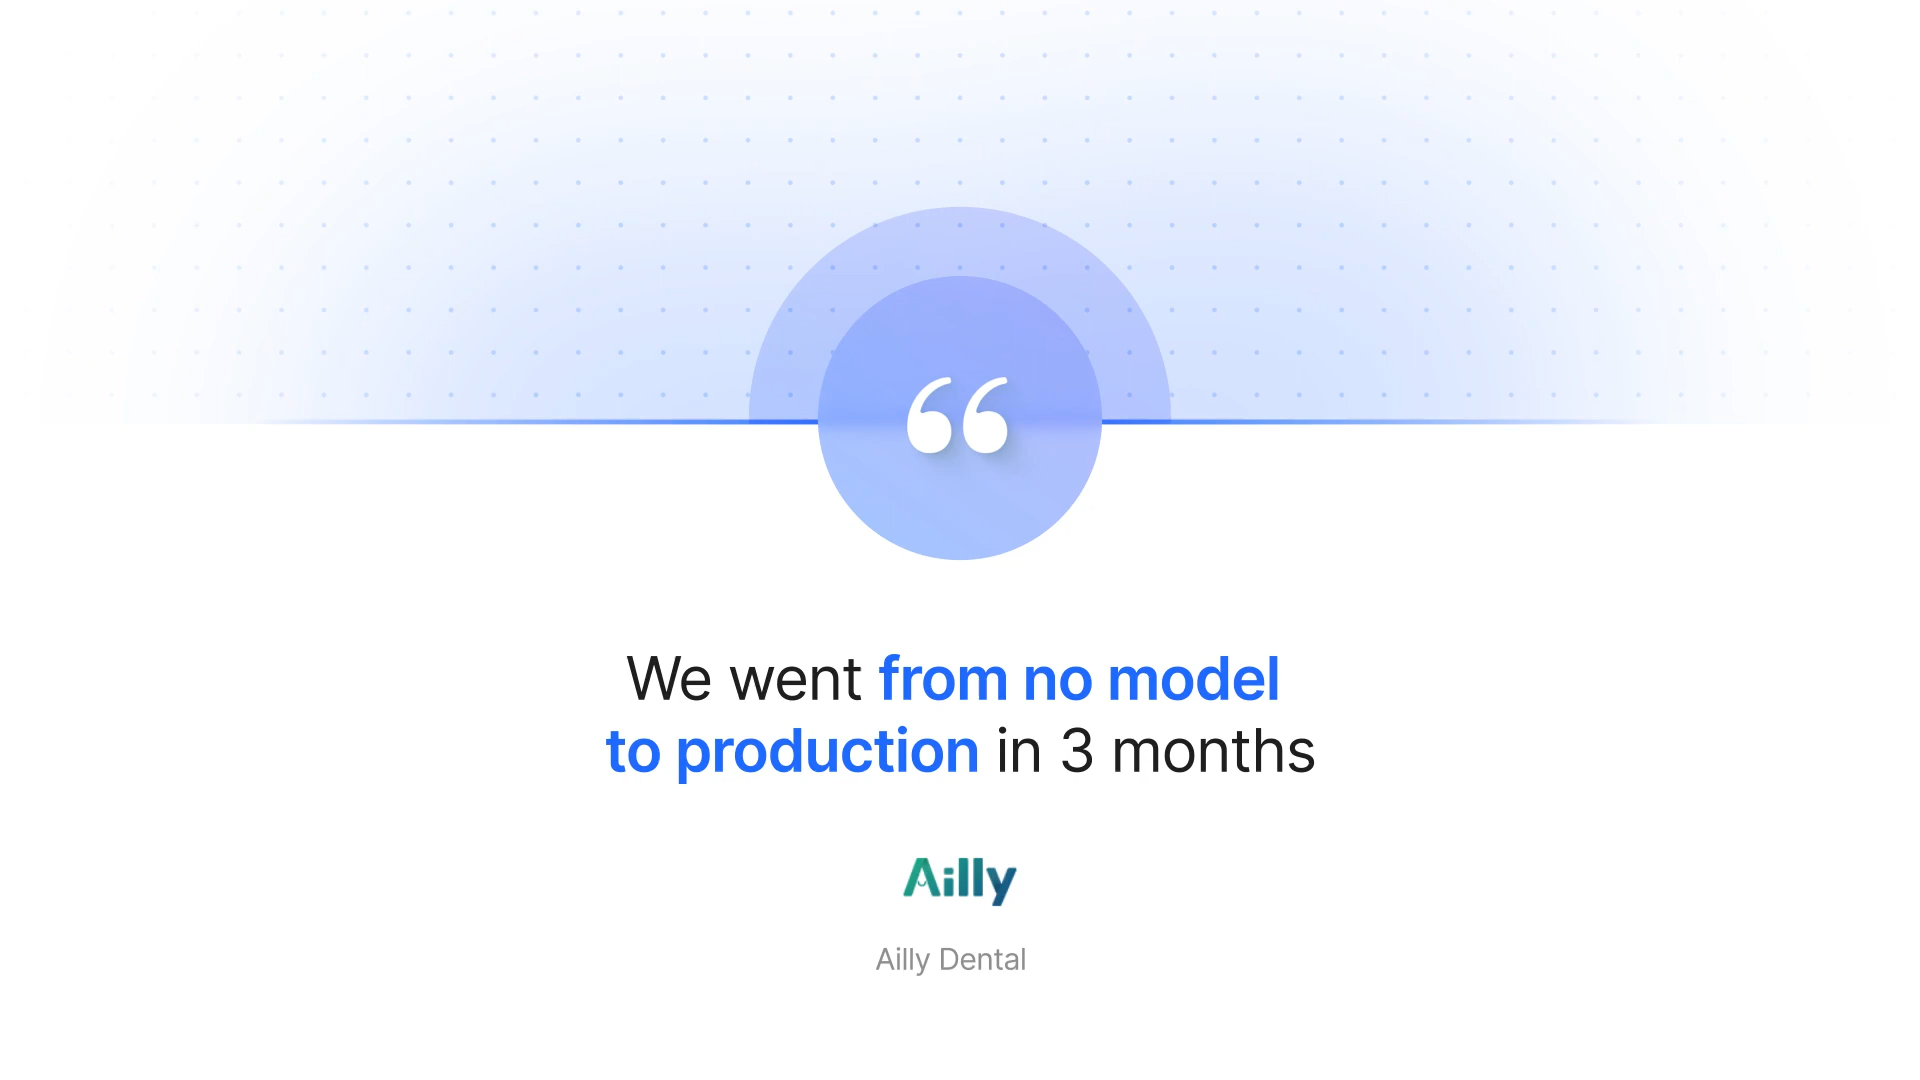 “
We went from no model
to production in 3 months
Ailly
Ailly Dental